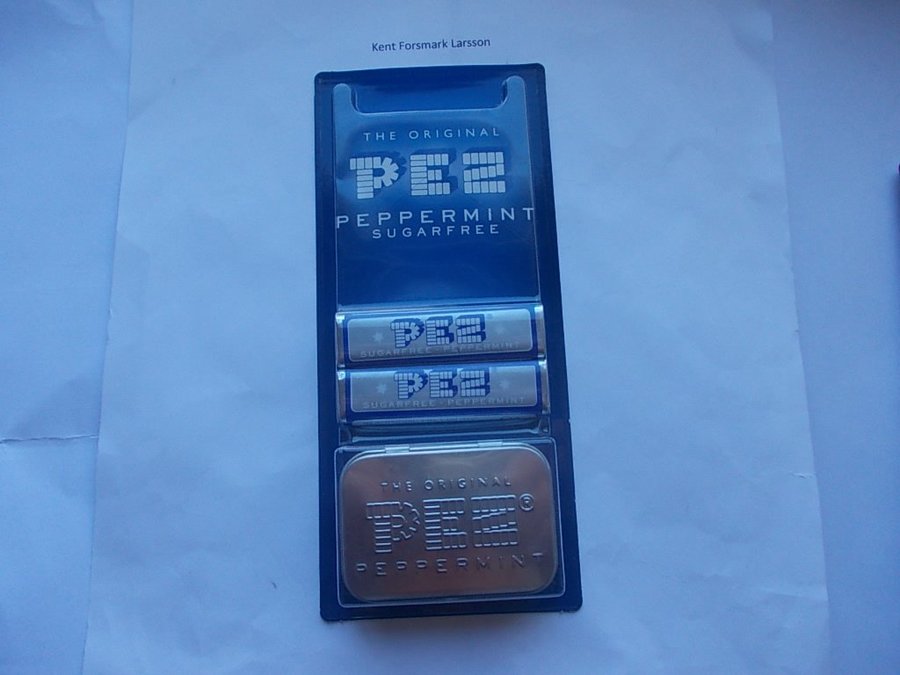 Kent Forsmark Larsson
THE ORIGINAL
PEZ
PEPPERMINT
SUGARFREE
PEZ
SUGARFREE - PEPPERMINT
PEZ
SUGARFREE - PEPPERMINT
THE ORIGINAL
PEZ®
PEPPERMINT